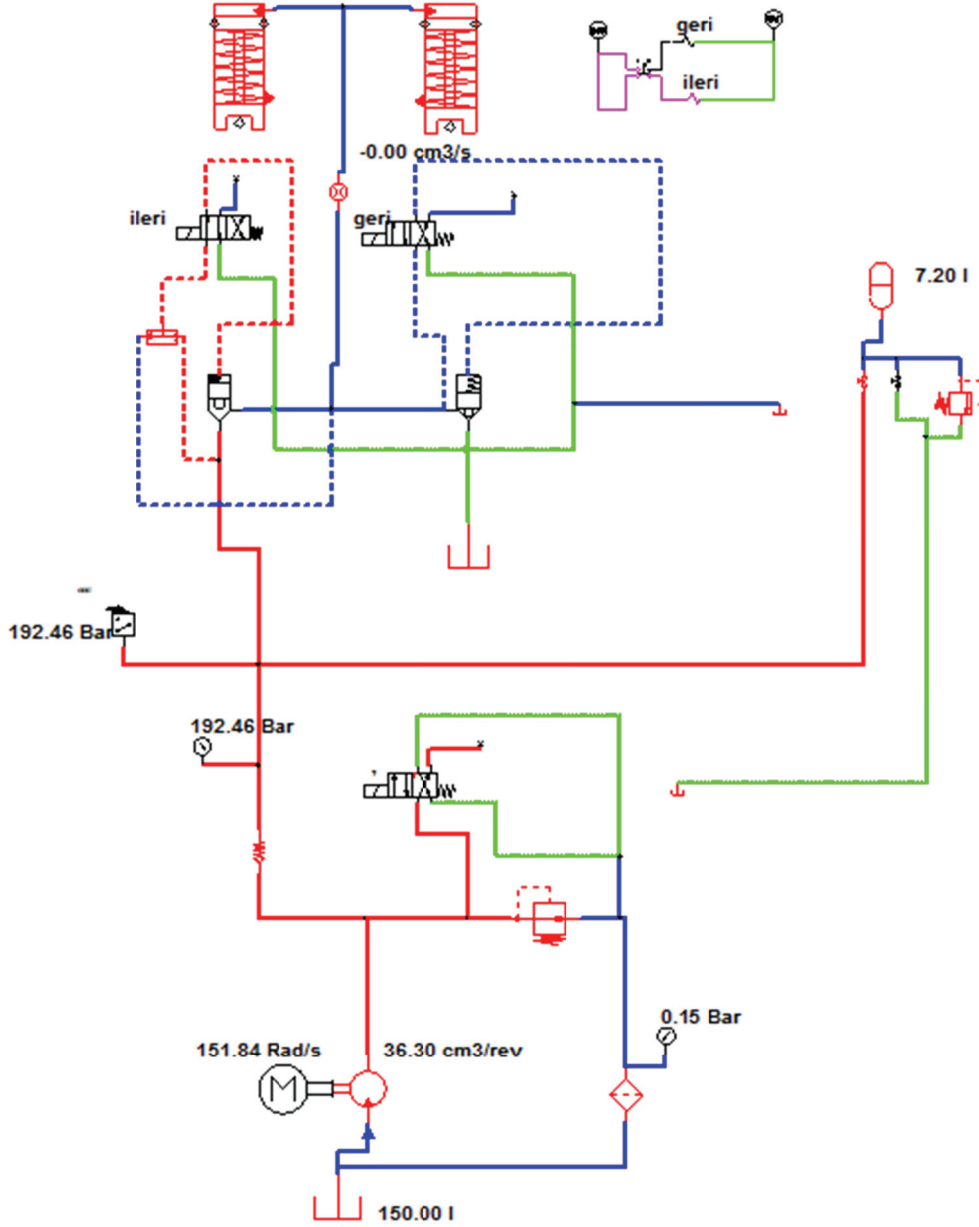 geri
ileri
-0.00 cm3/s
ileri
geri
7.20 l
192.46 Bar
192.46 Bar
0.15 Bar
151.84 Rad/s
36.30 cm3/rev
M
150.00 l